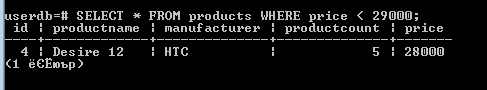 userdb=# SELECT * FROM products WHERE price < 29000;
 id ¦ productname ¦ manufacturer ¦ productcount ¦ price
----+-------------+--------------+--------------+-------
  4 ¦ Desire 12   ¦ HTC          ¦            5 ¦ 28000
(1 ёЄЕюър)